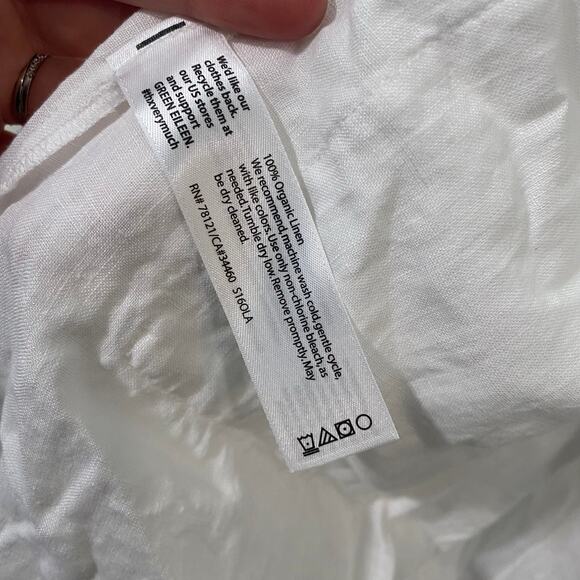 We'd like our
clothes back.
Recycle them at
our US stores
and support
GREEN EILEEN.
#thxverymuch
100% Organic Linen
We recommend,machine wash cold,gentle cycle,
with like colors.Use only non-chlorine bleach,as
needed.Tumble dry low.Remove promptly.May
be dry cleaned.
RN# 78121/CA#34460 S16OLA